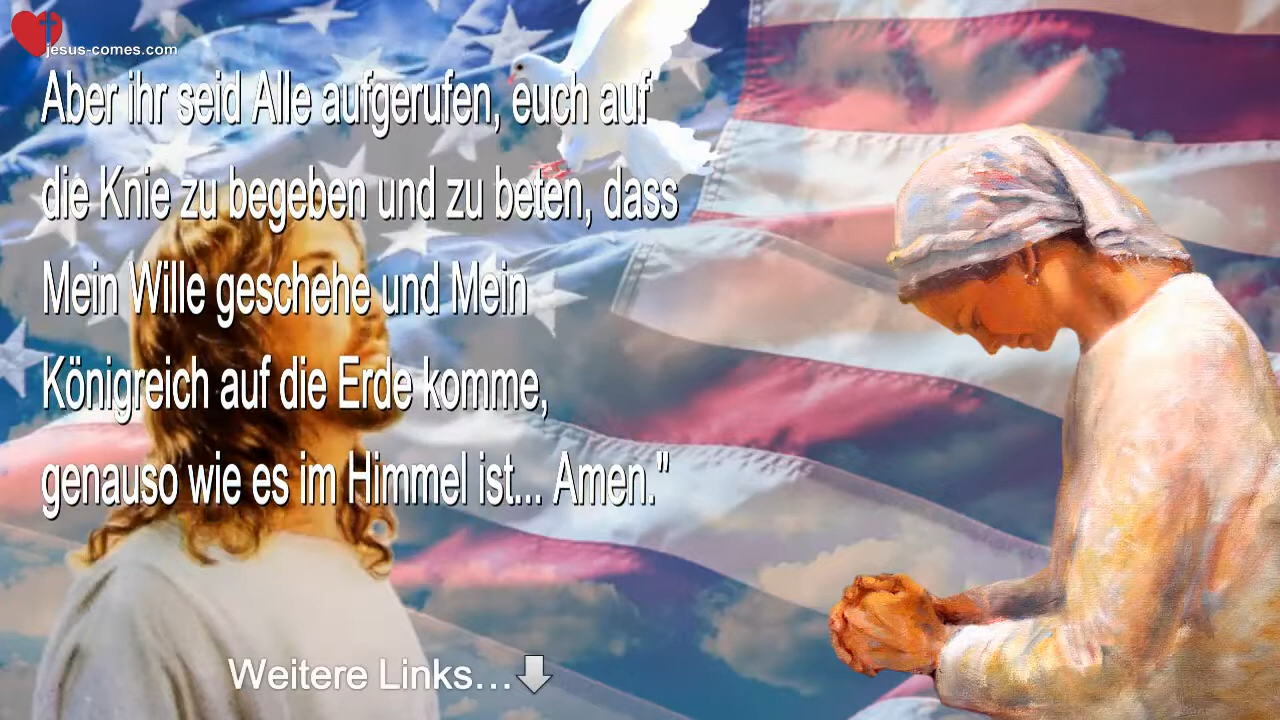 jesus-comes.com
Aber ihr seid Alle aufgerufen, euch auf
die Knie zu begeben und zu beten, dass
Mein Wille geschehe und Mein
Königreich auf die Erde komme,
genauso wie es im Himmel ist... Amen."
Weitere Links...